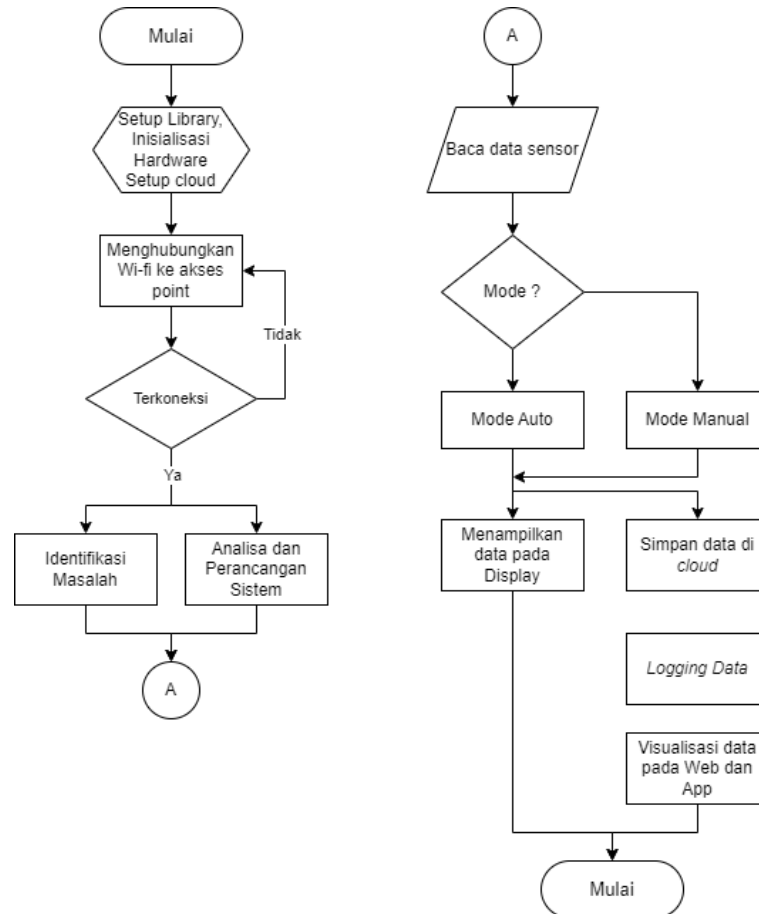 Mulai
Setup Library,
Inisialisasi
Hardware
Setup cloud
Menghubungkan
Wi-fi ke akses
point
Tidak
Terkoneksi
Ya
Identifikasi
Masalah
Analisa dan
Perancangan
Sistem
A
A
Baca data sensor
Mode ?
Mode Auto
Mode Manual
Menampilkan
data pada
Display
Simpan data di
cloud
Logging Data
Visualisasi data
pada Web dan
App
Mulai